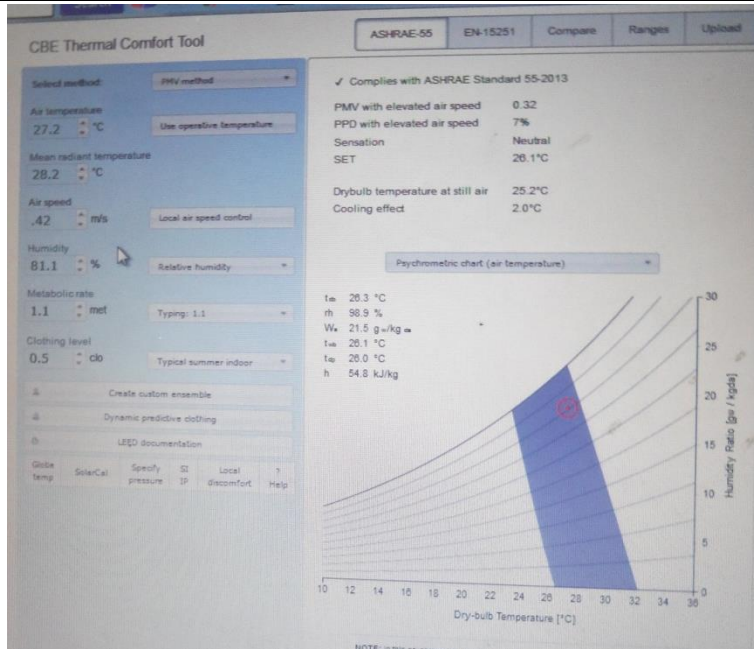 CBE Thermal Comfort Tool
ASHRAE-55
EN-15251
Compare
Ranges
Upload
Select method:
PMV method
Air temperature
27.2 °C
Use operative temperature
Mean radiant temperature
28.2 °C
Air speed
.42 m/s
Local air speed control
Humidity
81.1 %
Relative humidity
Metabolic rate
1.1 met
Typing: 1.1
Clothing level
0.5 clo
Typical summer indoor
Create custom ensemble
Dynamic predictive clothing
LEED documentation
Globe temp
SolarCal
Specify pressure
SI IP
Local discomfort
? Help
✓ Complies with ASHRAE Standard 55-2013
PMV with elevated air speed 0.32
PPD with elevated air speed 7%
Sensation Neutral
SET 26.1°C
Drybulb temperature at still air 25.2°C
Cooling effect 2.0°C
Psychrometric chart (air temperature)
26.3 °C
rh 98.9 %
21.5
26.1 °C
26.0 °C
h 54.8 kJ/kg
30
25
20
15
10
5
0
Humidity Ratio [gw / kgda]
10 12 14 16 18 20 22 24 26 28 30 32 34 36
Dry-bulb Temperature [°C]